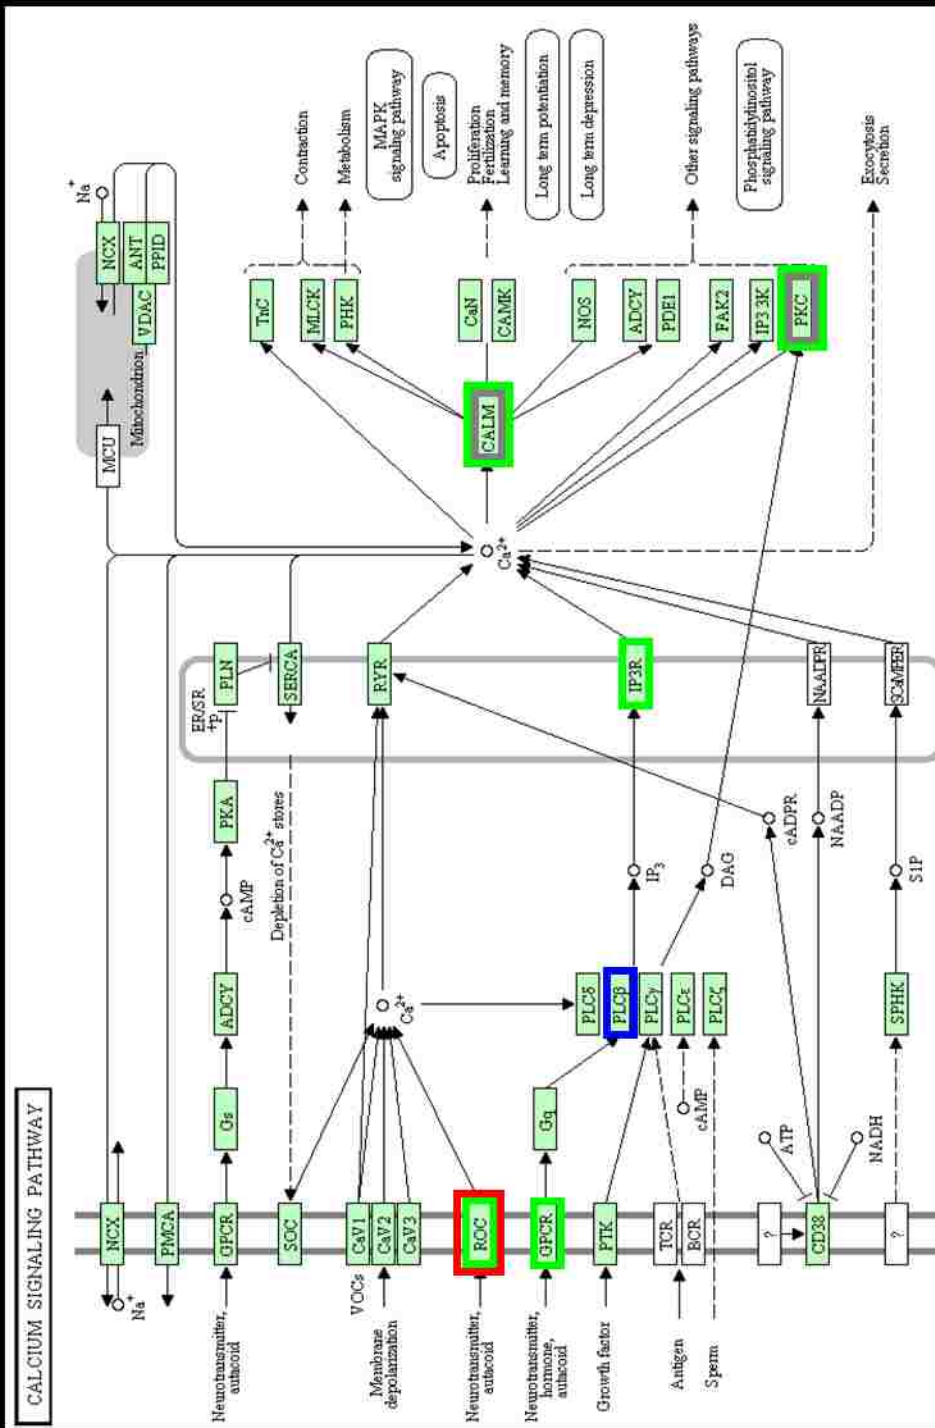 CALCIUM SIGNALING PATHWAY
Na+
NCX
PMCA
Neurotransmitter,
autacoid
GPCR
Gs
ADCY
cAMP
PKA
+p
PLN
ER/SR
SERCA
SOC
Depletion of Ca2+ stores
VOCs
Membrane
depolarization
CaV1
CaV2
CaV3
Ca2+
RYR
Neurotransmitter,
autacoid
ROC
Neurotransmitter,
hormone,
autacoid
GPCR
Gq
PLCδ
PLCβ
PLCγ
PLCε
PLCζ
IP3
IP3R
Growth factor
PTK
DAG
Antigen
TCR
BCR
Sperm
cAMP
ATP
NADH
?
CD38
cADPR
NAADP
NAADPR
?
SPHK
S1P
SCaMPER
MCU
Mitochondrion
VDAC
NCX
ANT
PPID
Na+
Ca2+
CALM
TnC
MLCK
PHK
CaN
CAMK
NOS
ADCY
PDE1
FAK2
IP3 3K
PKC
Contraction
Metabolism
MAPK
signaling pathway
Apoptosis
Proliferation
Fertilization
Learning and memory
Long term potentiation
Long term depression
Other signaling pathways
Phosphatidylinositol
signaling pathway
Exocytosis
Secretion